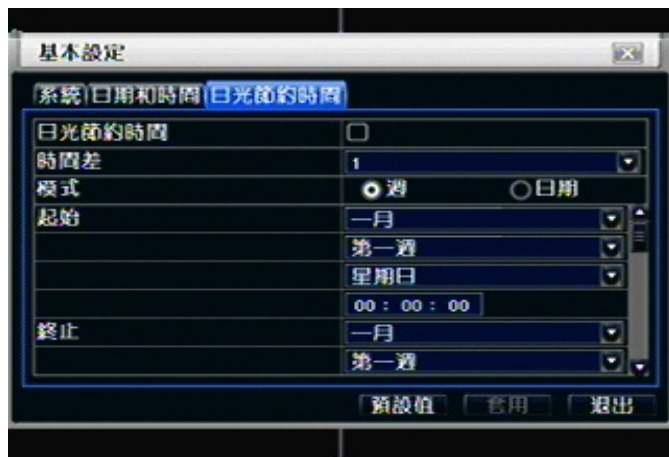 基本設定
系統 日期和時間 日光節約時間
日光節約時間
時間差 1
模式 週 日期
起始 一月
第一週
星期日
00 : 00 : 00
終止 一月
第一週
預設值 套用 退出